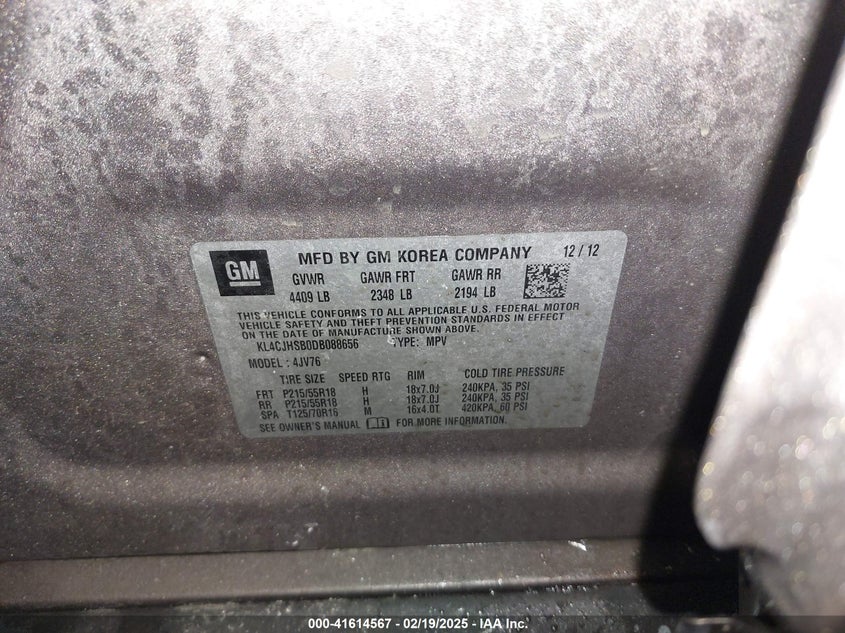 GM
MFD BY GM KOREA COMPANY 12/12
GVWR GAWR FRT GAWR RR
4409 LB 2348 LB 2194 LB
THIS VEHICLE CONFORMS TO ALL APPLICABLE U.S. FEDERAL MOTOR
VEHICLE SAFETY AND THEFT PREVENTION STANDARDS IN EFFECT
ON THE DATE OF MANUFACTURE SHOWN ABOVE.
KL4CJHSB0DB088656 TYPE: MPV
MODEL : 4JV76
TIRE SIZE SPEED RTG RIM COLD TIRE PRESSURE
FRT P215/55R18 H 18x7.0J 240KPA, 35 PSI
RR P215/55R18 H 18x7.0J 240KPA, 35 PSI
SPA T125/70R16 M 16x4.0T 420KPA, 60 PSI
SEE OWNER'S MANUAL FOR MORE INFORMATION.
000-41614567 - 02/19/2025 - IAA Inc.